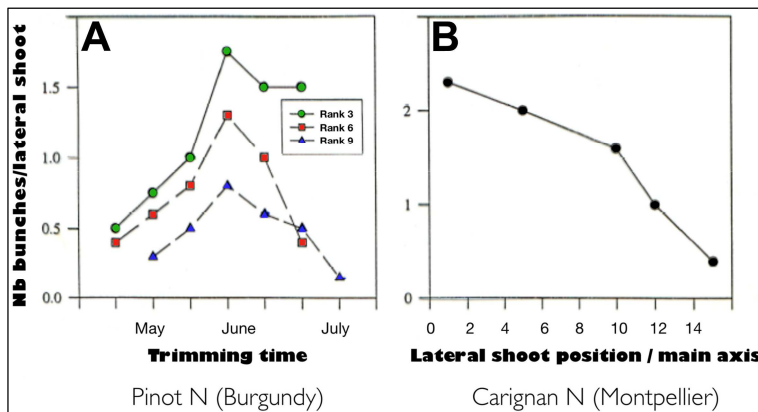 A
B
Nb bunches/lateral shoot
1.5
1.0
0.5
0.0
Rank 3
Rank 6
Rank 9
May
June
July
Trimming time
Pinot N (Burgundy)
2
1
0
0 2 4 6 8 10 12 14
Lateral shoot position / main axis
Carignan N (Montpellier)